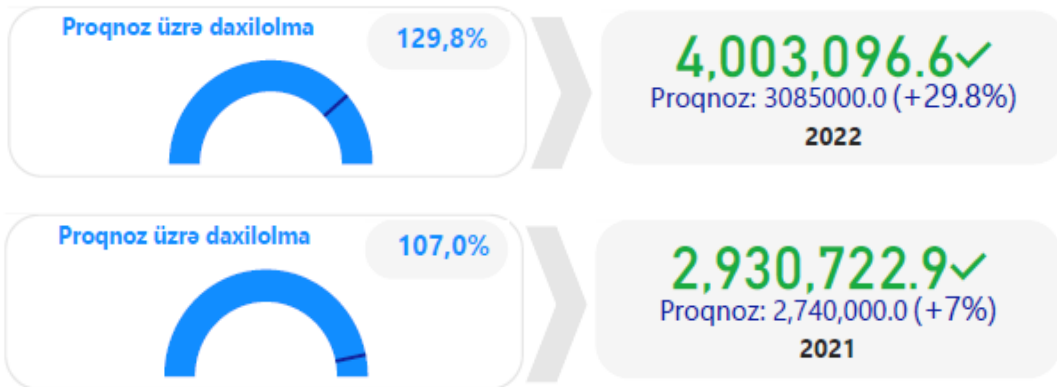 Proqnoz üzrə daxilolma
129,8%
4,003,096.6✓
Proqnoz: 3085000.0 (+29.8%)
2022
Proqnoz üzrə daxilolma
107,0%
2,930,722.9✓
Proqnoz: 2,740,000.0 (+7%)
2021